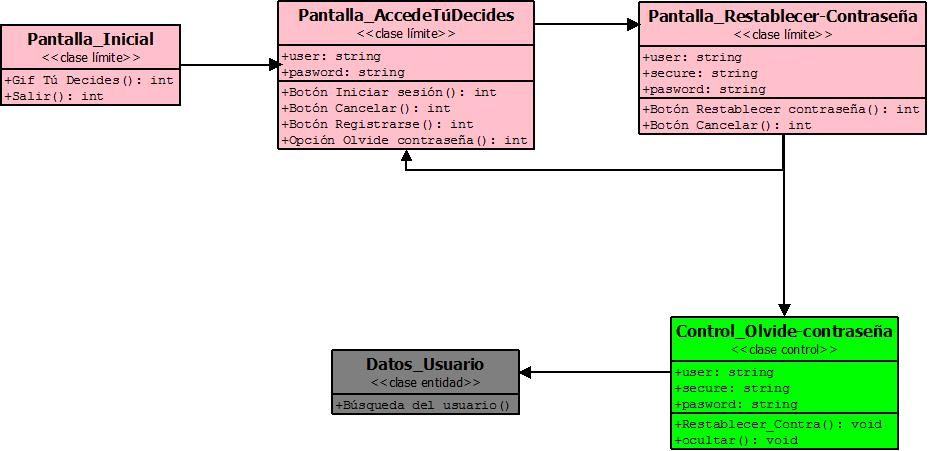 Pantalla_Inicial
<<clase límite>>
+Gif Tú Decides(): int
+Salir(): int
Pantalla_AccedeTúDecides
<<clase límite>>
+user: string
+pasword: string
+Botón Iniciar sesión(): int
+Botón Cancelar(): int
+Botón Registrarse(): int
+Opción Olvide contraseña(): int
Pantalla_Restablecer-Contraseña
<<clase límite>>
+user: string
+secure: string
+pasword: string
+Botón Restablecer contraseña(): int
+Botón Cancelar(): int
Datos_Usuario
<<clase entidad>>
+Búsqueda del usuario()
Control_Olvide-contraseña
<<clase control>>
+user: string
+secure: string
+pasword: string
+Restablecer_Contra(): void
+ocultar(): void